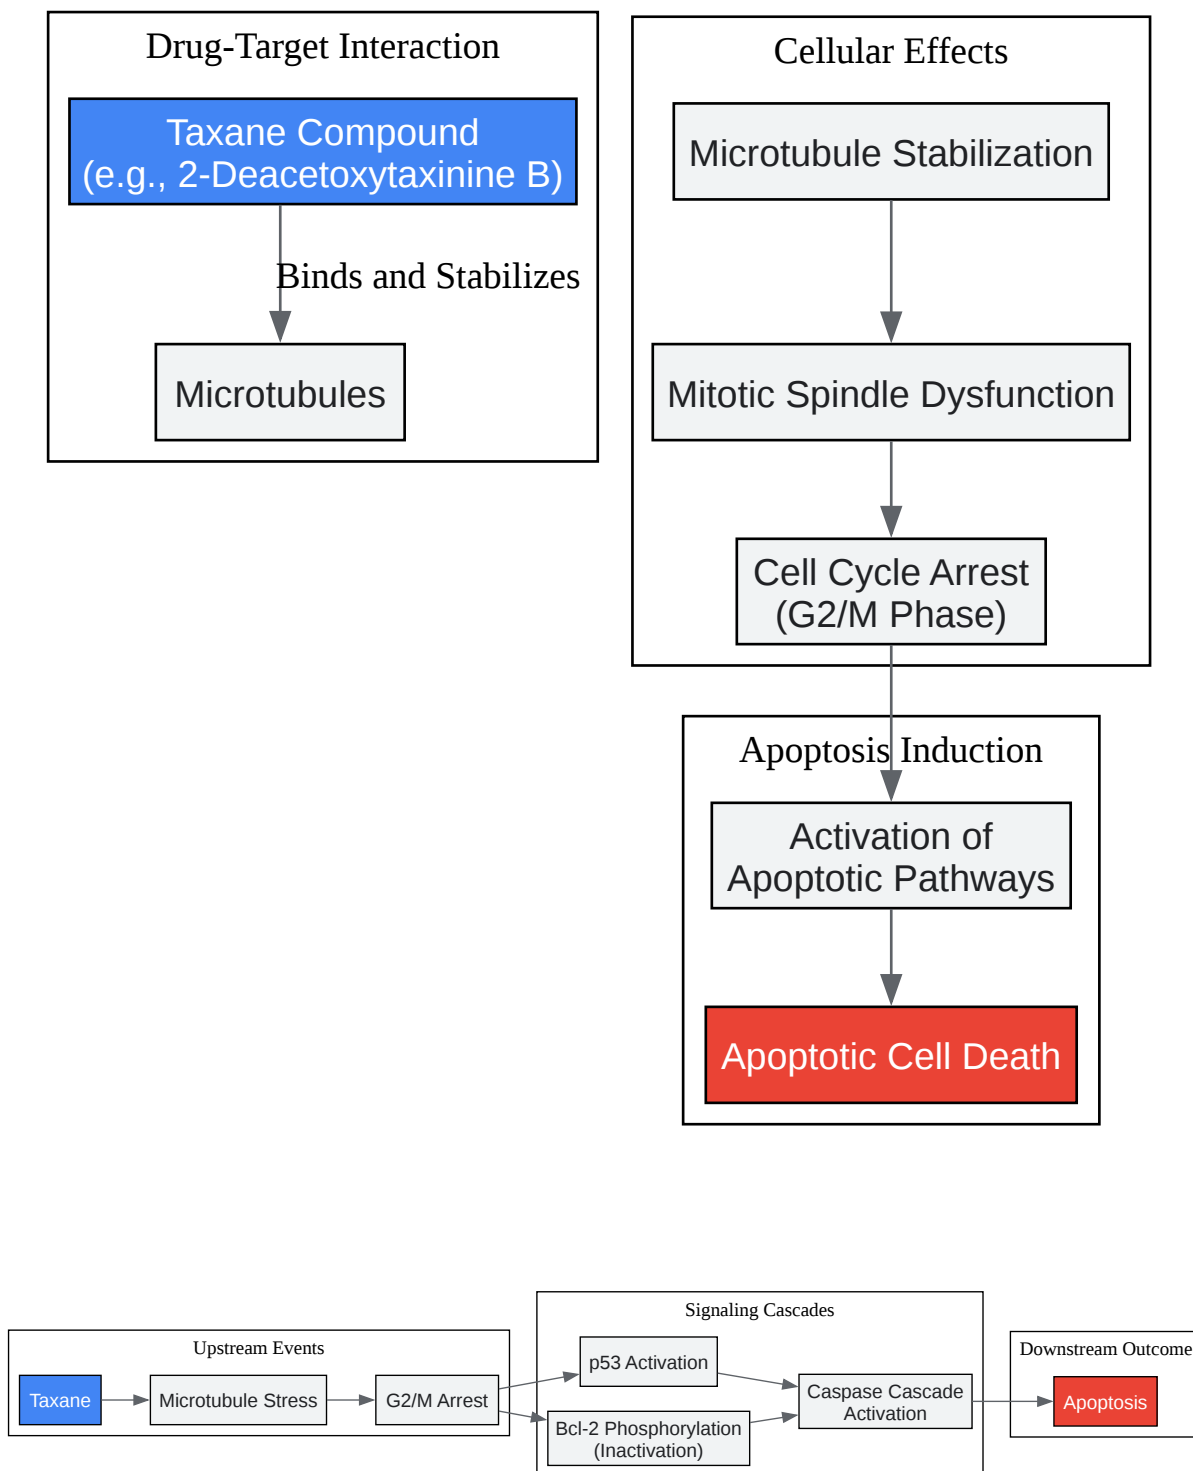 Drug-Target Interaction
Taxane Compound
(e.g., 2-Deacetoxytaxinine B)
Binds and Stabilizes
Microtubules
Cellular Effects
Microtubule Stabilization
Mitotic Spindle Dysfunction
Cell Cycle Arrest
(G2/M Phase)
Apoptosis Induction
Activation of
Apoptotic Pathways
Apoptotic Cell Death
Upstream Events
Taxane
Microtubule Stress
G2/M Arrest
Signaling Cascades
p53 Activation
Bcl-2 Phosphorylation
(Inactivation)
Caspase Cascade
Activation
Downstream Outcome
Apoptosis